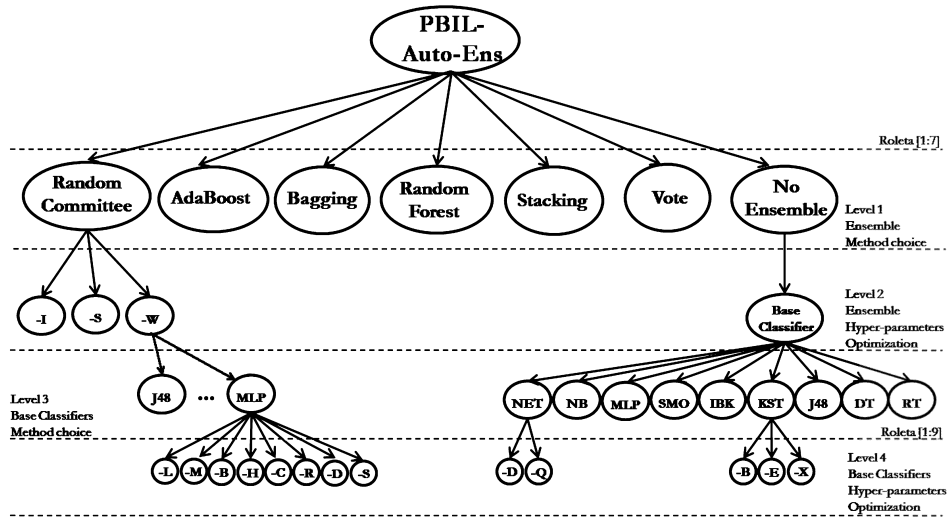 PBIL-
Auto-Ens
Roleta [1:7]
Random
Committee
AdaBoost
Bagging
Random
Forest
Stacking
Vote
No
Ensemble
Level 1
Ensemble
Method choice
-I
-S
-W
Base
Classifier
Level 2
Ensemble
Hyper-parameters
Optimization
Level 3
Base Classifiers
Method choice
J48
...
MLP
NET
NB
MLP
SMO
IBK
KST
J48
DT
RT
Roleta [1:9]
-L
-M
-B
-H
-C
-R
-D
-S
-D
-Q
-B
-E
-X
Level 4
Base Classifiers
Hyper-parameters
Optimization